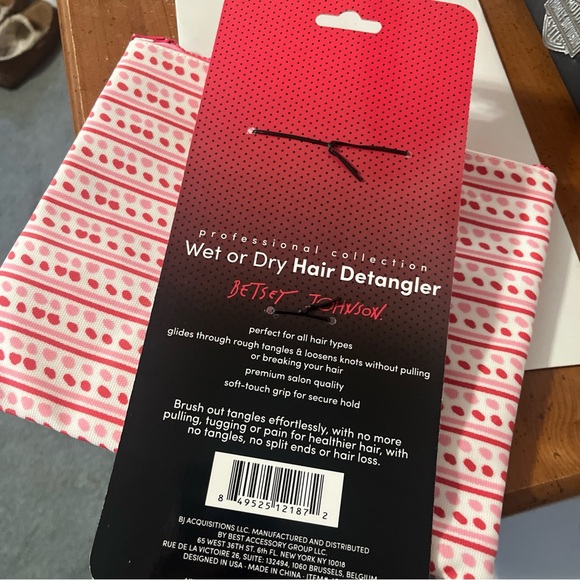 professional collection
Wet or Dry Hair Detangler
BETSEY JOHNSON.
perfect for all hair types
glides through rough tangles & loosens knots without pulling
or breaking your hair
premium salon quality
soft-touch grip for secure hold
Brush out tangles effortlessly, with no more
pulling, tugging or pain for healthier hair, with
no tangles, no split ends or hair loss.
8 49525 12187 2
BJ ACQUISITIONS LLC. MANUFACTURED AND DISTRIBUTED
BY BEST ACCESSORY GROUP LLC.
65 WEST 36TH ST. 6th FL. NEW YORK, NY 10018
RUE DE LA VICTOIRE 26, SUITE: 132494, 1060 BRUSSELS, BELGIUM
DESIGNED IN USA • MADE IN CHINA • ITEM#